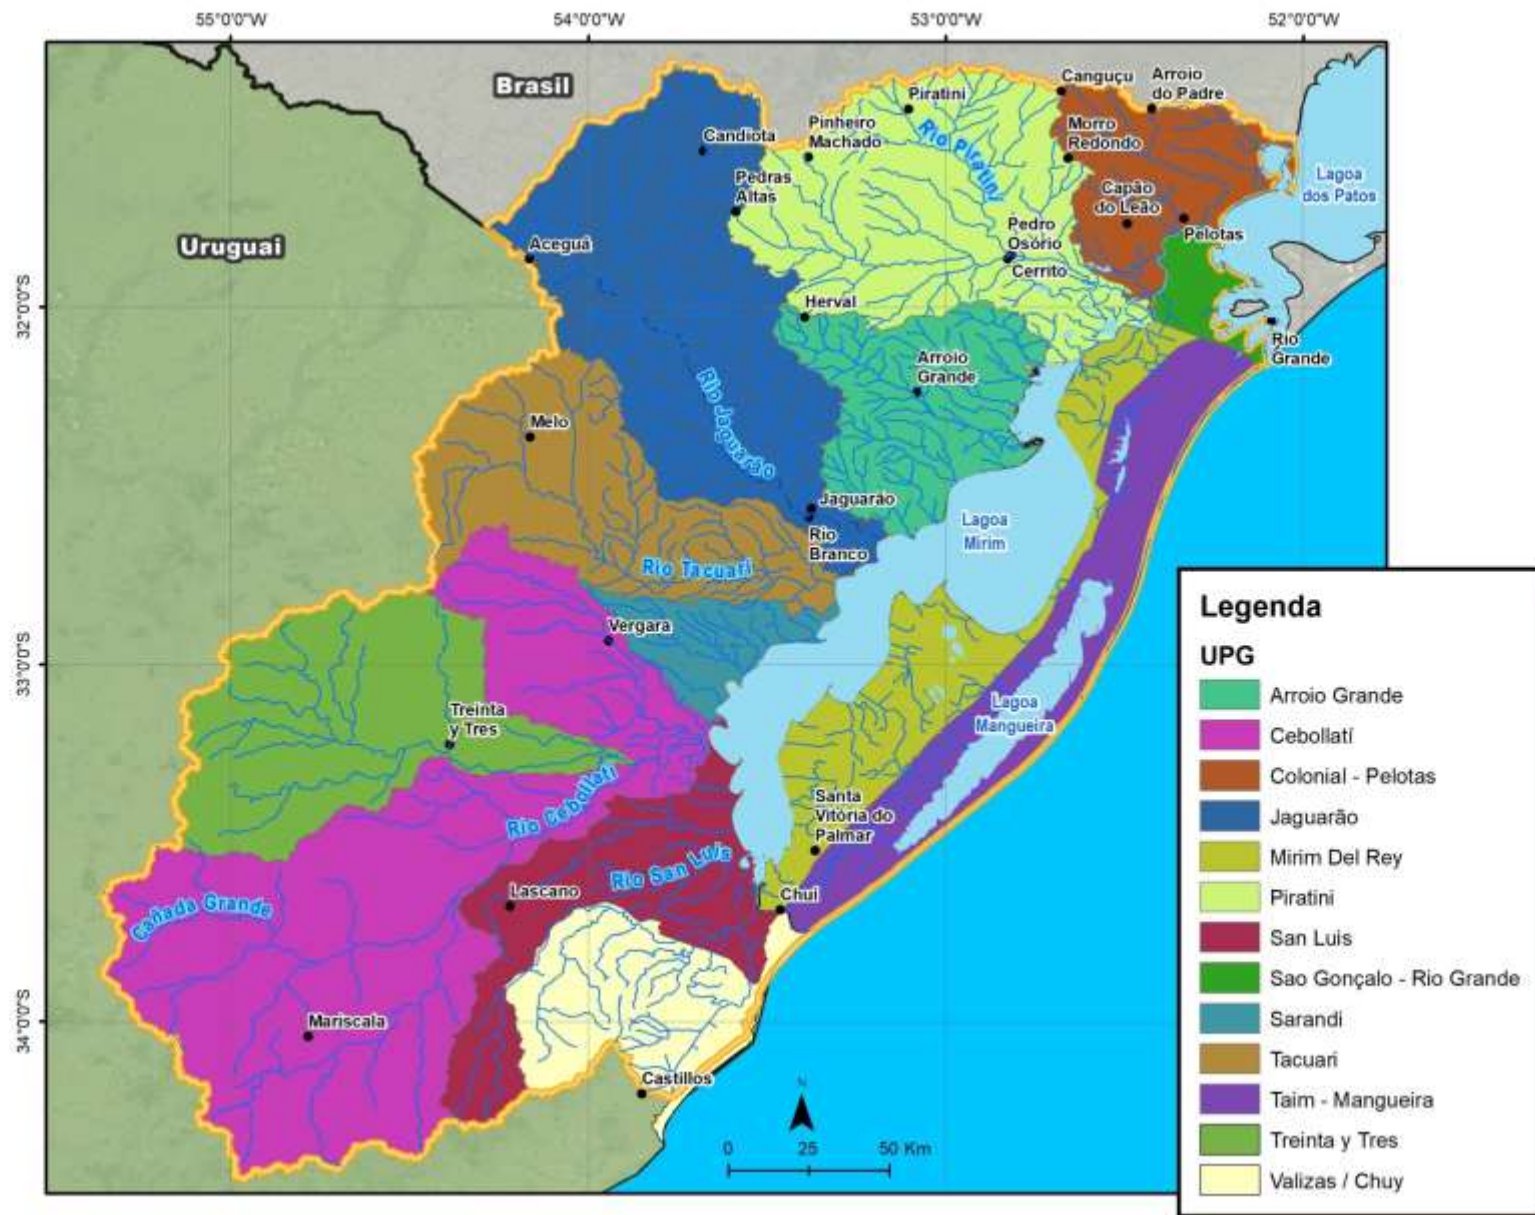 55°0'0"W
54°0'0"W
53°0'0"W
52°0'0"W
Brasil
Uruguai
Canguçu
Arroio
do Padre
Piratini
Rio Piratini
Pinheiro
Machado
Morro
Redondo
Candiota
Lagoa
dos Patos
Pedras
Altas
Capão
do Leão
Pedro
Osório
Pelotas
Aceguá
Cerrito
32°0'0"S
Herval
Rio
Grande
Arroio
Grande
Rio Jaguarão
Melo
Jaguarão
Lagoa
Mirim
Rio
Branco
Rio Tacuari
Vergara
33°0'0"S
Treinta
y Tres
Lagoa
Mangueira
Rio Cebollati
Santa
Vitória do
Palmar
Rio San Luis
Lascano
Chuí
Cañada Grande
34°0'0"S
Mariscala
Castillos
N
0 25 50 Km
Legenda
UPG
Arroio Grande
Cebollatí
Colonial - Pelotas
Jaguarão
Mirim Del Rey
Piratini
San Luis
Sao Gonçalo - Rio Grande
Sarandi
Tacuari
Taim - Mangueira
Treinta y Tres
Valizas / Chuy